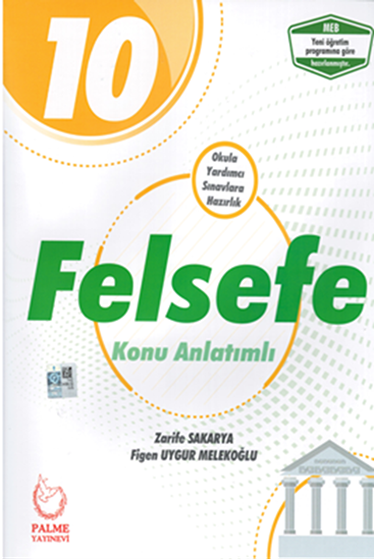 10
MEB
Yeni öğretim
programına göre
hazırlanmıştır.
Okula
Yardımcı
Sınavlara
Hazırlık
Felsefe
Konu Anlatımlı
Zarife SAKARYA
Figen UYGUR MELEKOĞLU
PALME
YAYINEVİ